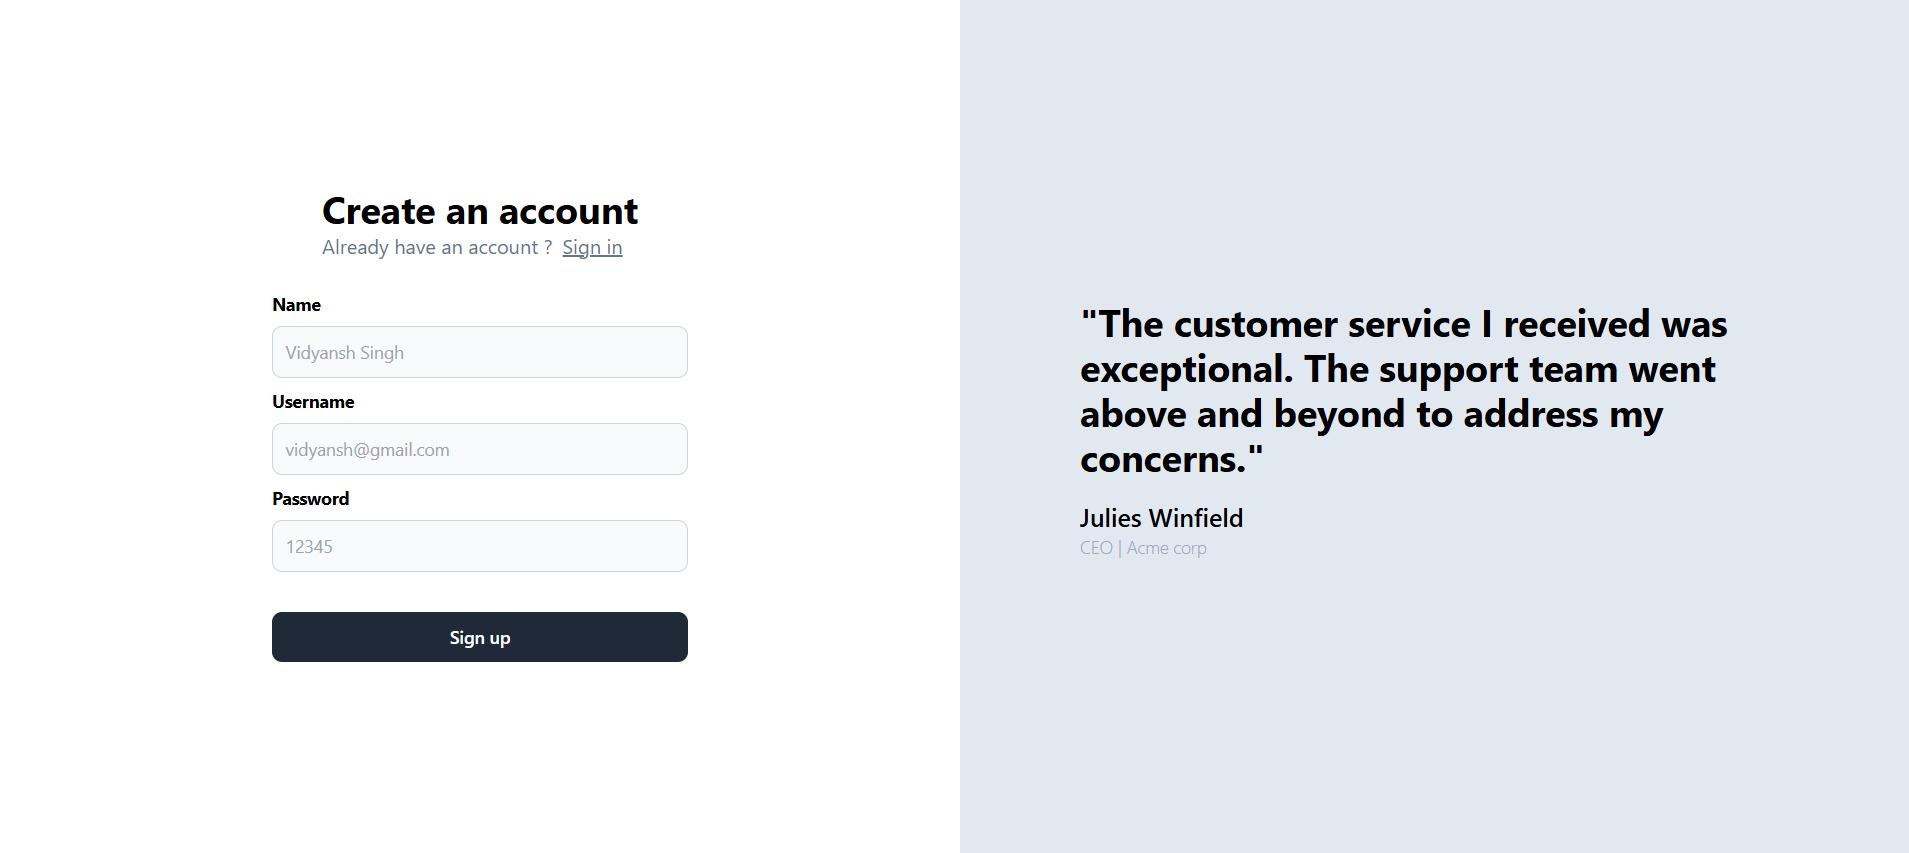 Create an account
Already have an account ? Sign in
Name
Vidyansh Singh
Username
vidyansh@gmail.com
Password
12345
Sign up
"The customer service I received was
exceptional. The support team went
above and beyond to address my
concerns."
Julies Winfield
CEO | Acme corp